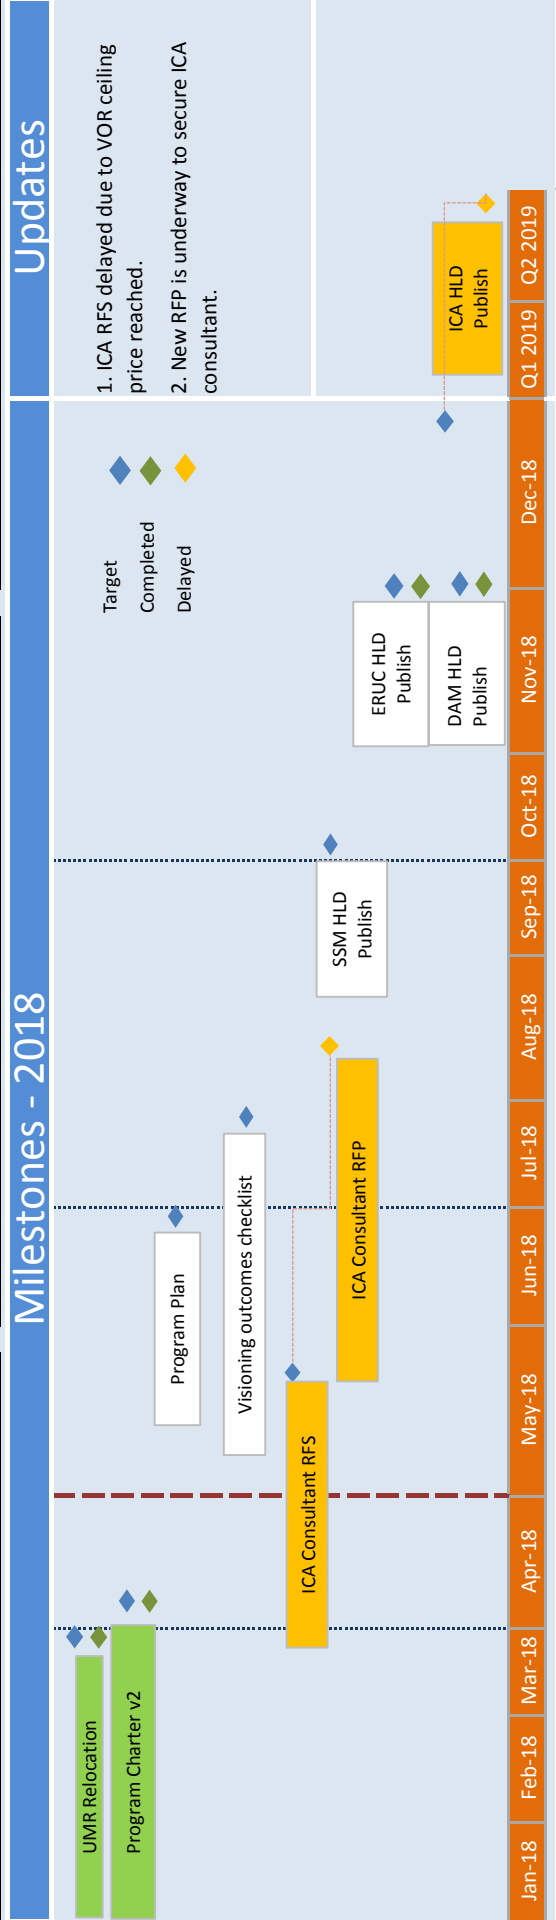 Milestones - 2018
Updates
UMR Relocation
Program Charter v2
Program Plan
Visioning outcomes checklist
ICA Consultant RFS
ICA Consultant RFP
SSM HLD
Publish
ERUC HLD
Publish
DAM HLD
Publish
ICA HLD
Publish
Target
Completed
Delayed
1. ICA RFS delayed due to VOR ceiling
price reached.
2. New RFP is underway to secure ICA
consultant.
Jan-18
Feb-18
Mar-18
Apr-18
May-18
Jun-18
Jul-18
Aug-18
Sep-18
Oct-18
Nov-18
Dec-18
Q1 2019
Q2 2019